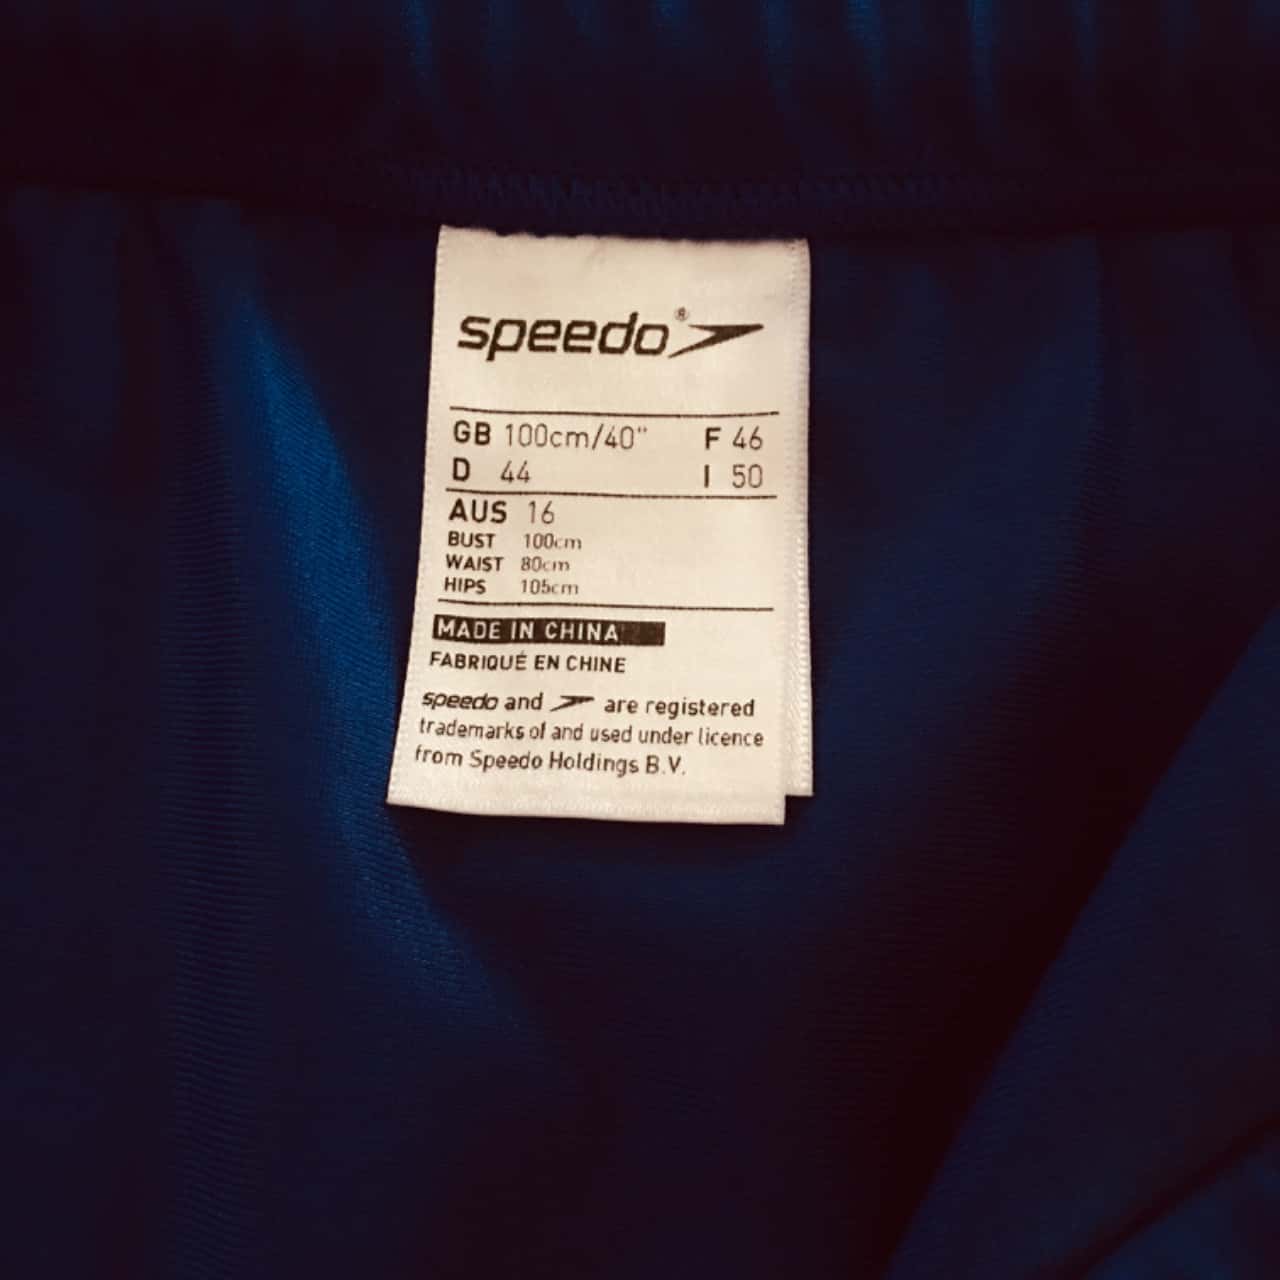 speedo®
GB 100cm/40" F 46
D 44 I 50
AUS 16
BUST 100cm
WAIST 80cm
HIPS 105cm
MADE IN CHINA
FABRIQUÉ EN CHINE
speedo and are registered
trademarks of and used under licence
from Speedo Holdings B.V.